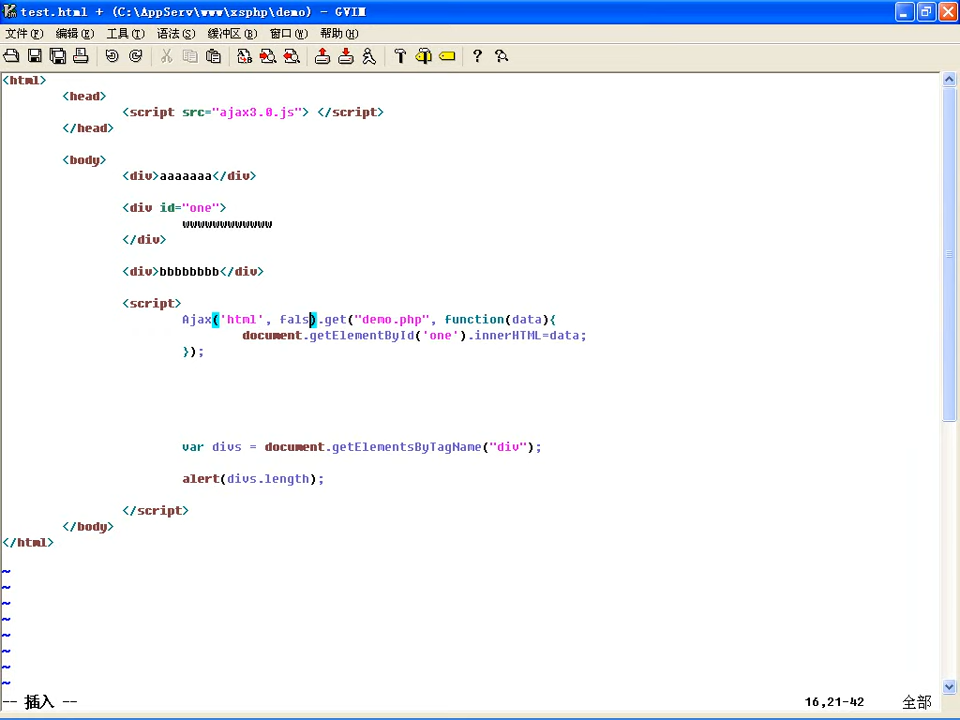 test.html + (C:\AppServ\www\xsphp\demo) - GVIM
文件(F) 编辑(E) 工具(T) 语法(S) 缓冲区(B) 窗口(W) 帮助(H)
<html>
<head>
<script src="ajax3.0.js"> </script>
</head>
<body>
<div>aaaaaaa</div>
<div id="one">
wwwwwwwwwwww
</div>
<div>bbbbbbbb</div>
<script>
Ajax('html', fals).get("demo.php", function(data){
document.getElementById('one').innerHTML=data;
});
var divs = document.getElementsByTagName("div");
alert(divs.length);
</script>
</body>
</html>
~
~
~
~
~
~
~
~
-- 插入 -- 16,21-42 全部